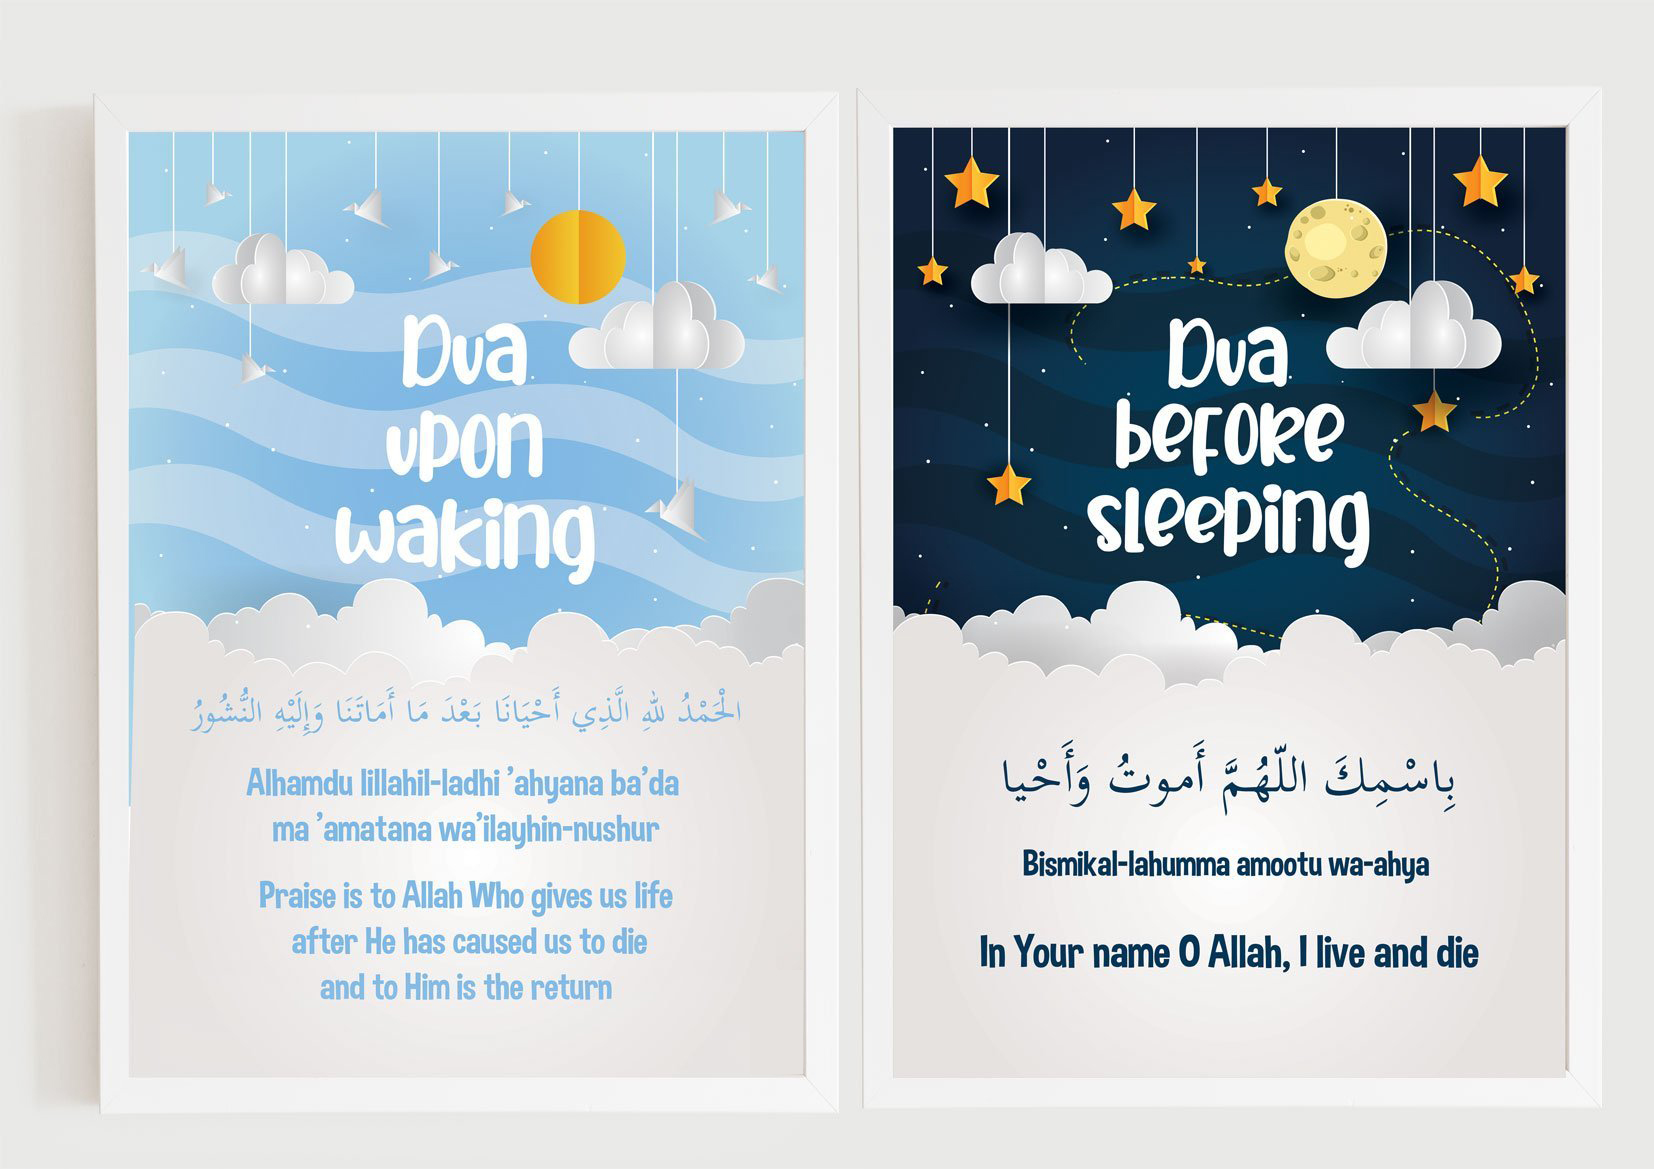 Dua
upon
waking
الْحَمْدُ للهِ الَّذِي أَحْيَانَا بَعْدَ مَا أَمَاتَنَا وَإِلَيْهِ النُّشُورُ
Alhamdu lillahil-ladhi 'ahyana ba'da
ma 'amatana wa'ilayhin-nushur
Praise is to Allah Who gives us life
after He has caused us to die
and to Him is the return
Dua
before
sleeping
بِاسْمِكَ اللّهُمَّ أَموتُ وَأَحْيا
Bismikal-lahumma amootu wa-ahya
In Your name O Allah, I live and die